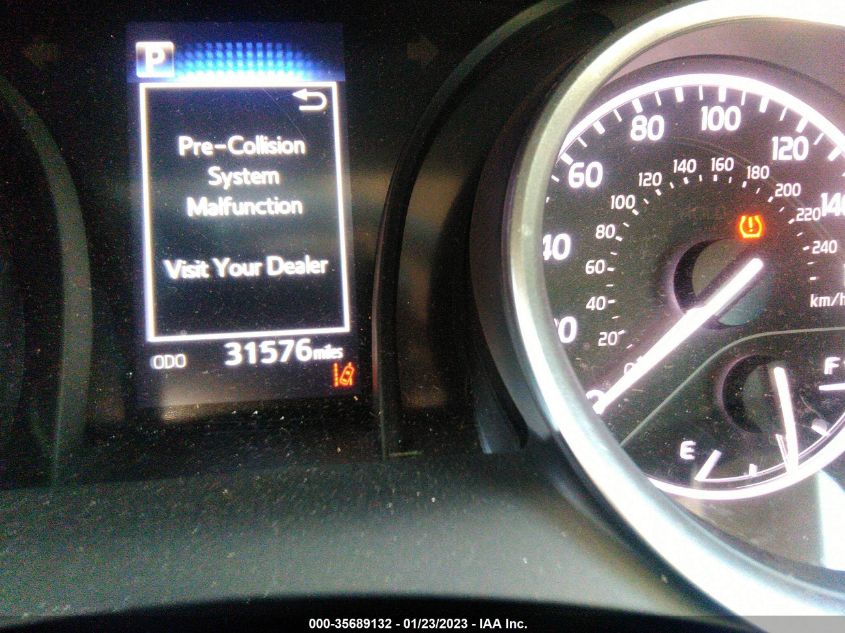 P
Pre-Collision
System
Malfunction
Visit Your Dealer
ODO 31576 miles
60 80 100 120
40
20 40 60 80 100 120 140 160 180 200 220 240
km/h
E F
000-35689132 - 01/23/2023 - IAA Inc.